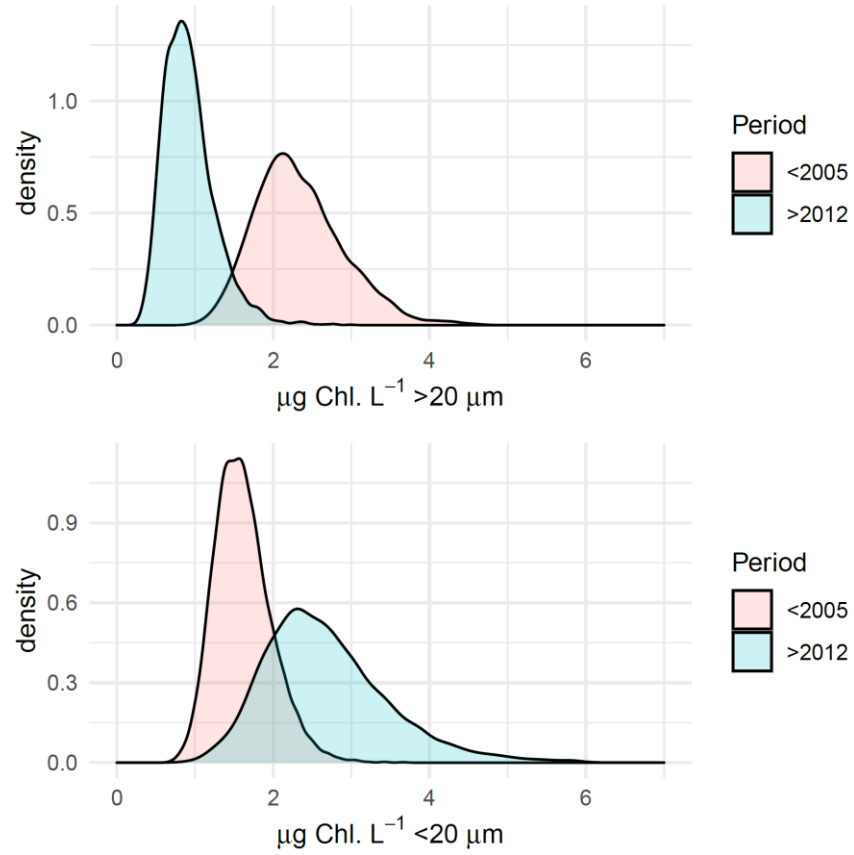 density
1.0
0.5
0.0
0 2 4 6
μg Chl. L⁻¹ >20 μm
Period
<2005
>2012
density
0.9
0.6
0.3
0.0
0 2 4 6
μg Chl. L⁻¹ <20 μm
Period
<2005
>2012